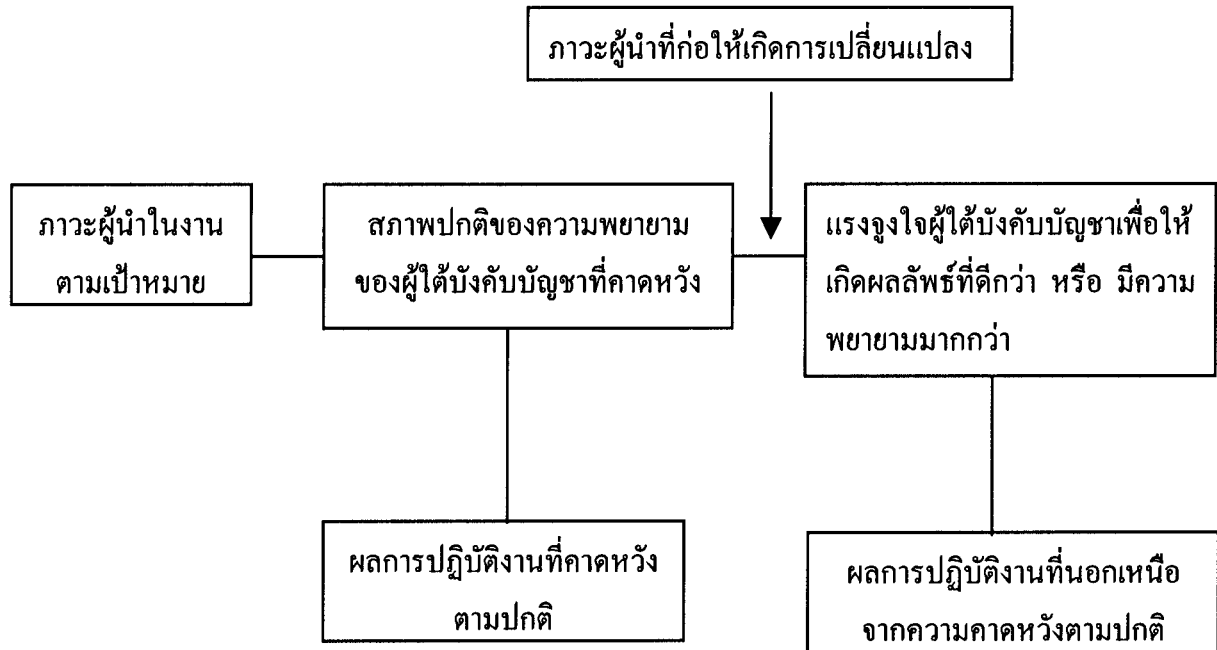 ภาวะผู้นำที่ก่อให้เกิดการเปลี่ยนแปลง
ภาวะผู้นำในงาน
ตามเป้าหมาย
สภาพปกติของความพยายาม
ของผู้ใต้บังคับบัญชาที่คาดหวัง
แรงจูงใจผู้ใต้บังคับบัญชาเพื่อให้
เกิดผลลัพธ์ที่ดีกว่า หรือ มีความ
พยายามมากกว่า
ผลการปฏิบัติงานที่คาดหวัง
ตามปกติ
ผลการปฏิบัติงานที่นอกเหนือ
จากความคาดหวังตามปกติ